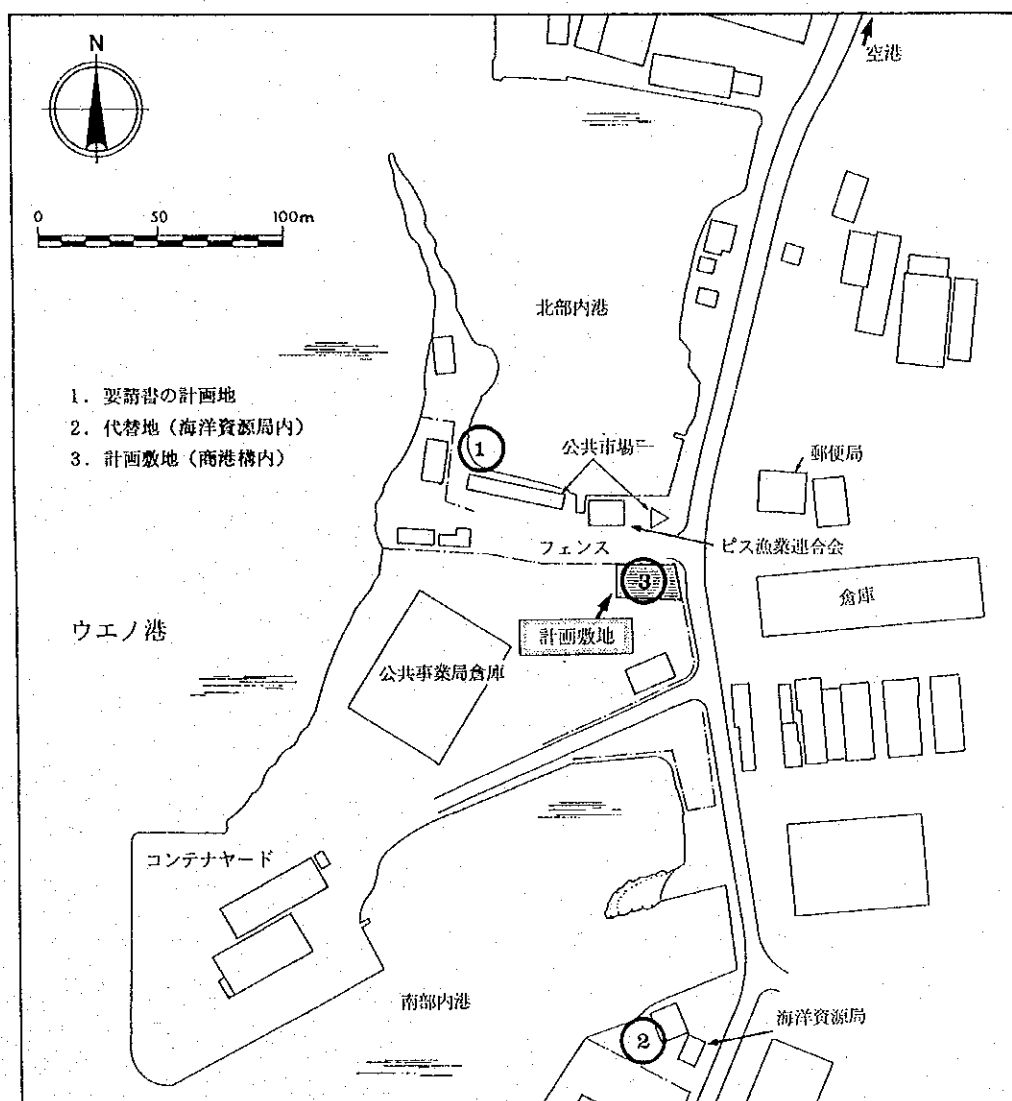 N
空港
0 50 100m
北部内港
1. 要請書の計画地
2. 代替地（海洋資源局内）
3. 計画敷地（商港構内）
1
公共市場
郵便局
フェンス
ピス漁業連合会
3
倉庫
計画敷地
ウエノ港
公共事業局倉庫
コンテナヤード
南部内港
海洋資源局
2